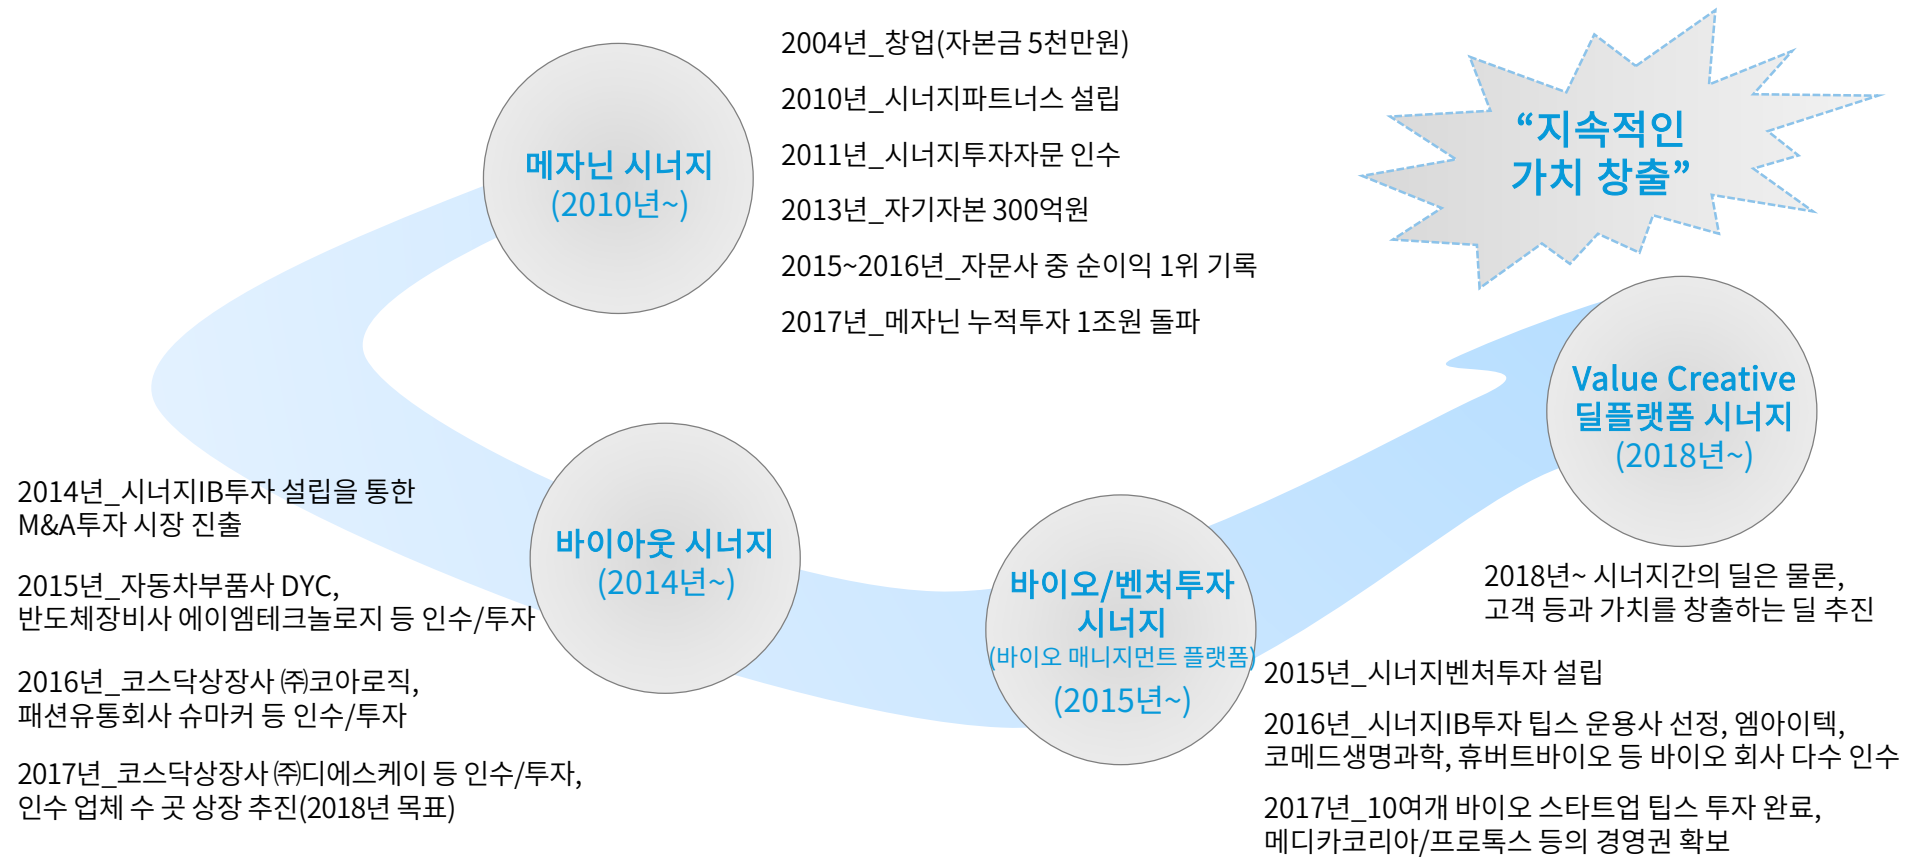 메자닌 시너지
(2010년~)
2004년_창업(자본금 5천만원)
2010년_시너지파트너스 설립
2011년_시너지투자자문 인수
2013년_자기자본 300억원
2015~2016년_자문사 중 순이익 1위 기록
2017년_메자닌 누적투자 1조원 돌파
바이아웃 시너지
(2014년~)
2014년_시너지IB투자 설립을 통한
M&A투자 시장 진출
2015년_자동차부품사 DYC,
반도체장비사 에이엠테크놀로지 등 인수/투자
2016년_코스닥상장사 ㈜코아로직,
패션유통회사 슈마커 등 인수/투자
2017년_코스닥상장사 ㈜디에스케이 등 인수/투자,
인수 업체 수 곳 상장 추진(2018년 목표)
바이오/벤처투자
시너지
(바이오 매니지먼트 플랫폼)
(2015년~)
2015년_시너지벤처투자 설립
2016년_시너지IB투자 팁스 운용사 선정, 엠아이텍,
코메드생명과학, 휴버트바이오 등 바이오 회사 다수 인수
2017년_10여개 바이오 스타트업 팁스 투자 완료,
메디카코리아/프로톡스 등의 경영권 확보
Value Creative
딜플랫폼 시너지
(2018년~)
2018년~ 시너지간의 딜은 물론,
고객 등과 가치를 창출하는 딜 추진
“지속적인
가치 창출”